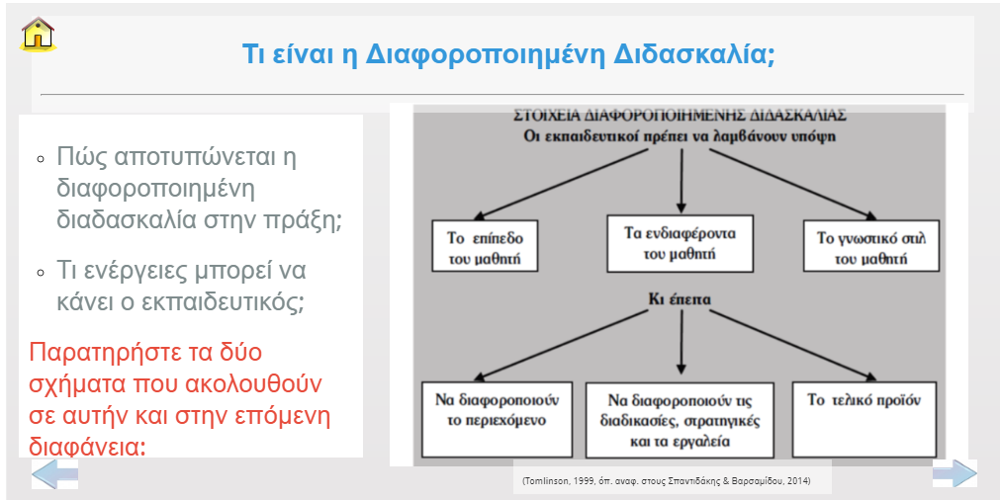 Τι είναι η Διαφοροποιημένη Διδασκαλία;
Πώς αποτυπώνεται η
διαφοροποιημένη
διαδασκαλία στην πράξη;
Τι ενέργειες μπορεί να
κάνει ο εκπαιδευτικός;
Παρατηρήστε τα δύο
σχήματα που ακολουθούν
σε αυτήν και στην επόμενη
διαφάνεια:
ΣΤΟΙΧΕΙΑ ΔΙΑΦΟΡΟΠΟΙΗΜΕΝΗΣ ΔΙΔΑΣΚΑΛΙΑΣ
Οι εκπαιδευτικοί πρέπει να λαμβάνουν υπόψη
Το επίπεδο
του μαθητή
Τα ενδιαφέροντα
του μαθητή
Το γνωστικό στιλ
του μαθητή
Κι έπειτα
Να διαφοροποιούν
το περιεχόμενο
Να διαφοροποιούν τις
διαδικασίες, στρατηγικές
και τα εργαλεία
Το τελικό προϊόν
(Tomlinson, 1999, όπ. αναφ. στους Σπαντιδάκης & Βαρσαμίδου, 2014)